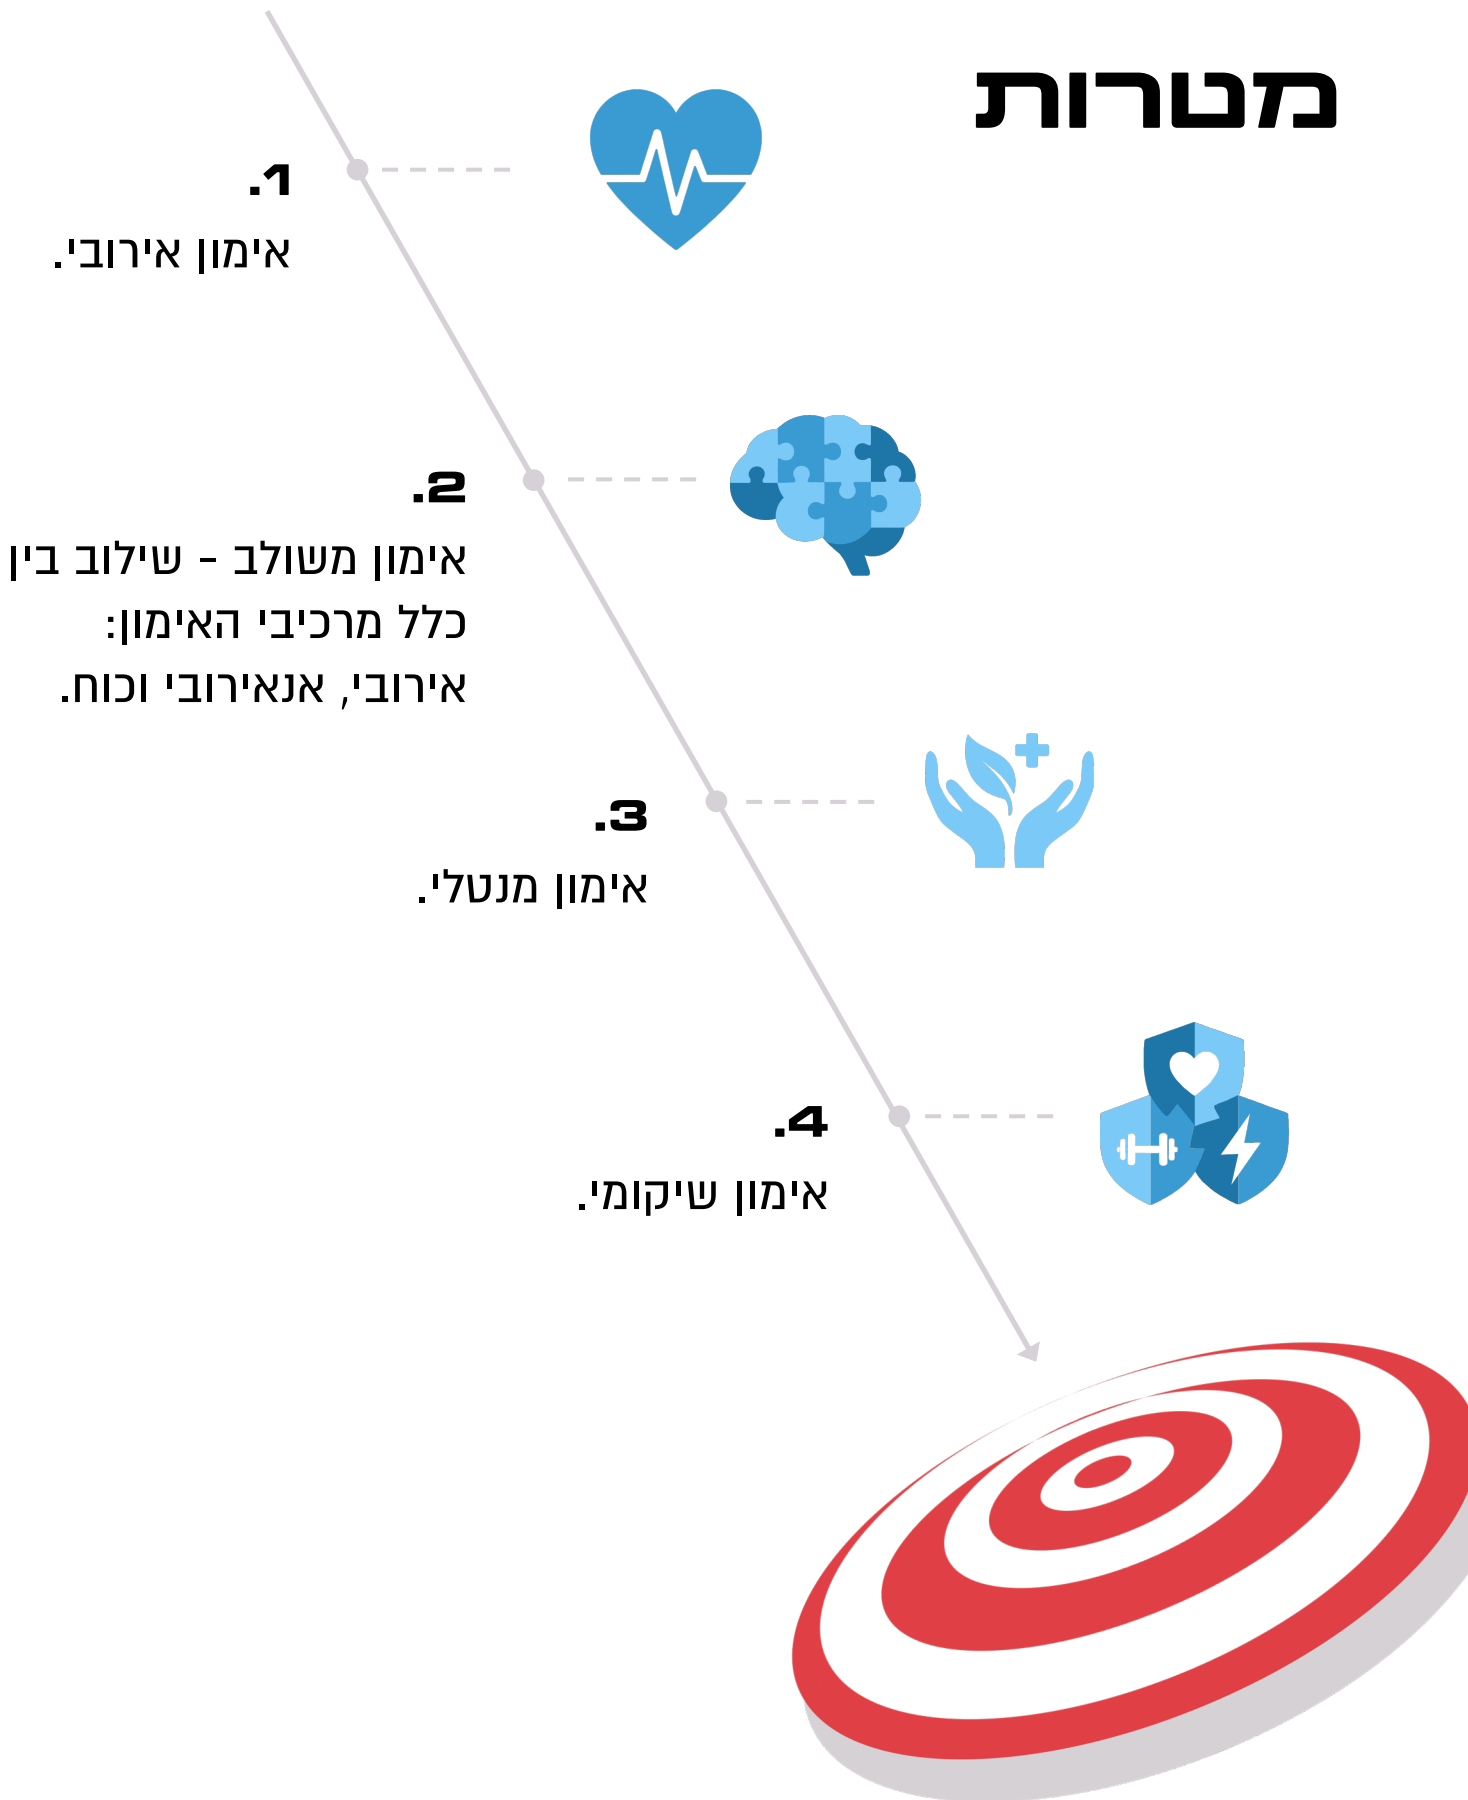 מטרות
1.
אימון אירובי.
2.
אימון משולב - שילוב בין
כלל מרכיבי האימון:
אירובי, אנאירובי וכוח.
3.
אימון מנטלי.
4.
אימון שיקומי.